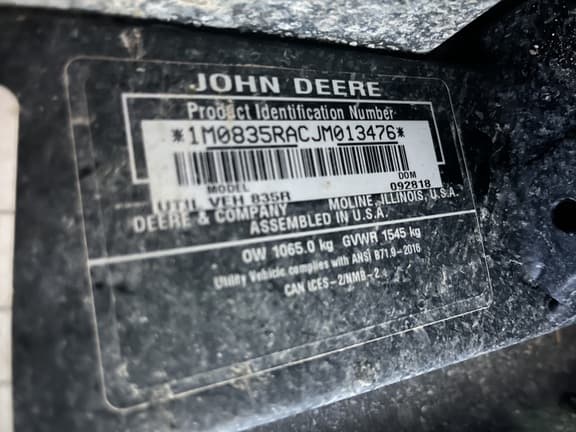 JOHN DEERE
Product Identification Number
*1M0835RACJM013476*
MODEL DOM
UTIL VEH 835R 092818
DEERE & COMPANY MOLINE, ILLINOIS, U.S.A.
ASSEMBLED IN U.S.A.
OW 1065.0 kg GVWR 1545 kg
Utility Vehicle complies with ANSI B71.9-2016
CAN ICES-2/NMB-2